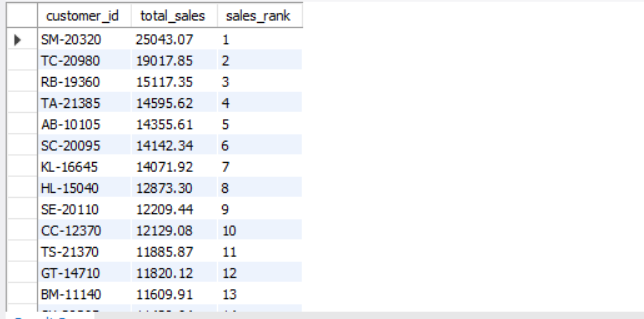 customer_id total_sales sales_rank
SM-20320 25043.07 1
TC-20980 19017.85 2
RB-19360 15117.35 3
TA-21385 14595.62 4
AB-10105 14355.61 5
SC-20095 14142.34 6
KL-16645 14071.92 7
HL-15040 12873.30 8
SE-20110 12209.44 9
CC-12370 12129.08 10
TS-21370 11885.87 11
GT-14710 11820.12 12
BM-11140 11609.91 13